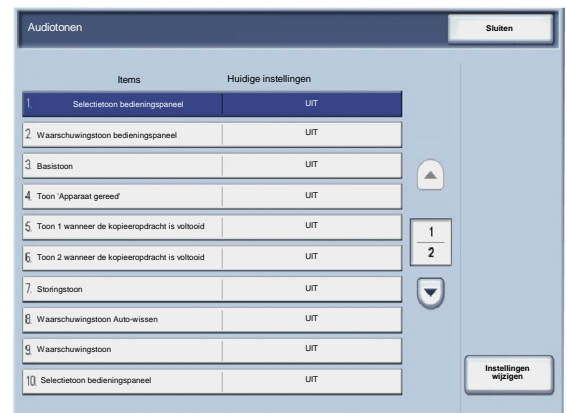 Audiotonen
Sluiten
Items Huidige instellingen
1. Selectietoon bedieningspaneel UIT
2. Waarschuwingstoon bedieningspaneel UIT
3. Basistoon UIT
4. Toon 'Apparaat gereed' UIT
5. Toon 1 wanneer de kopieeropdracht is voltooid UIT
6. Toon 2 wanneer de kopieeropdracht is voltooid UIT
7. Storingstoon UIT
8. Waarschuwingstoon Auto-wissen UIT
9. Waarschuwingstoon UIT
10. Selectietoon bedieningspaneel UIT
1
2
Instellingen
wijzigen